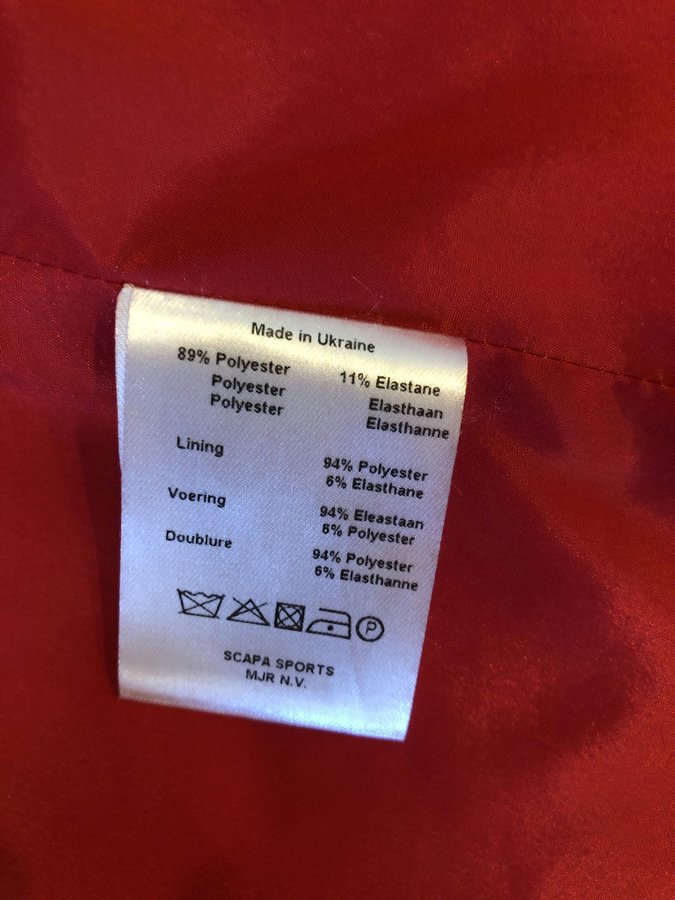 Made in Ukraine
89% Polyester 11% Elastane
Polyester Elasthaan
Polyester Elasthanne
Lining 94% Polyester
6% Elasthane
Voering 94% Eleastaan
6% Polyester
Doublure 94% Polyester
6% Elasthanne
P
SCAPA SPORTS
MJR N.V.